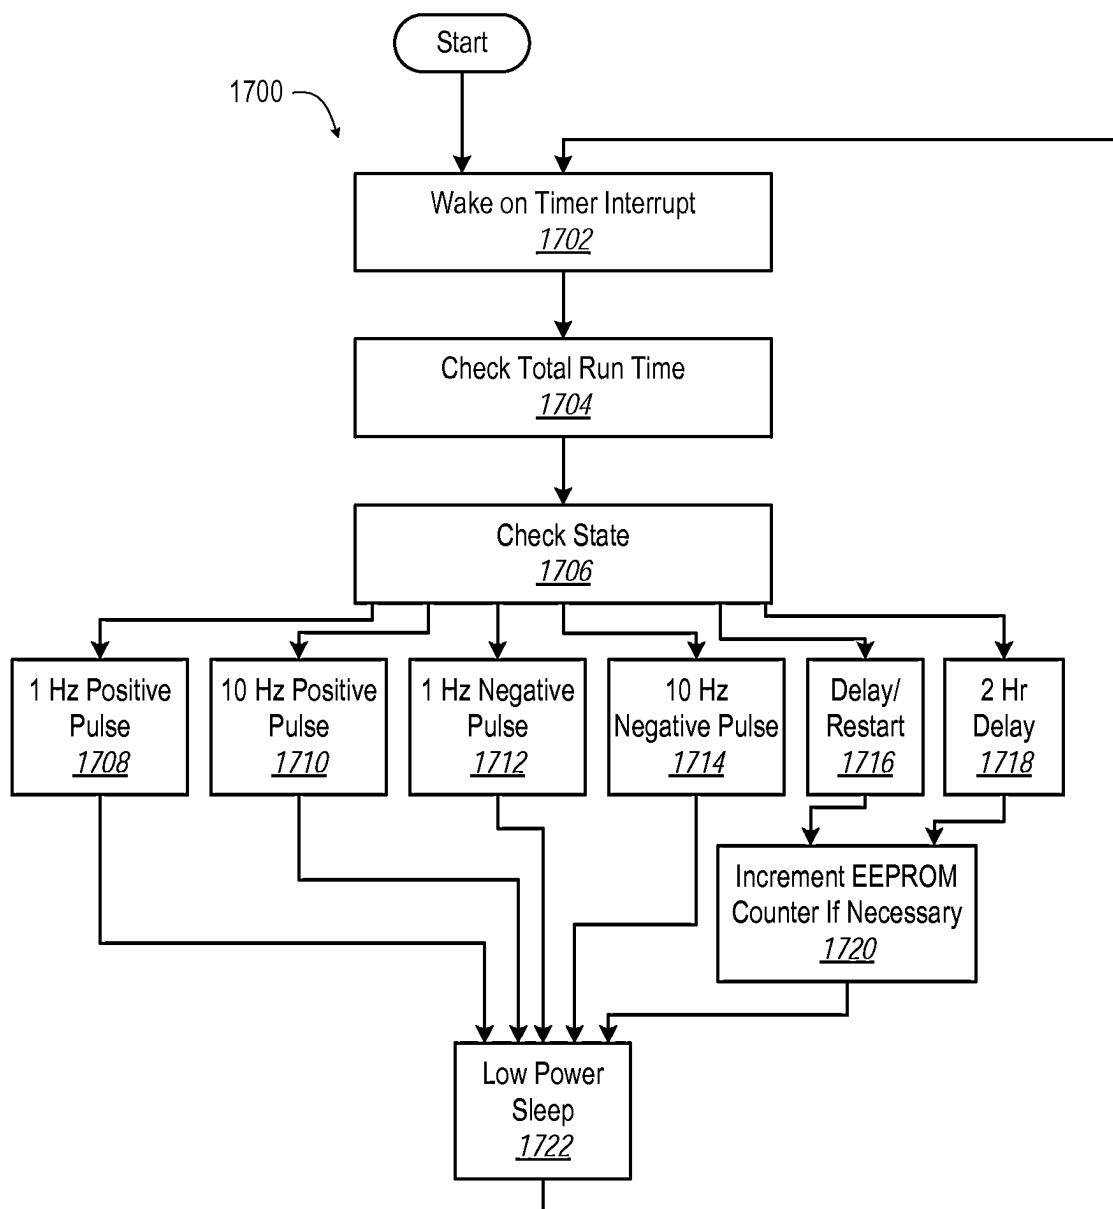 Start
1700
Wake on Timer Interrupt
1702
Check Total Run Time
1704
Check State
1706
1 Hz Positive
Pulse
1708
10 Hz Positive
Pulse
1710
1 Hz Negative
Pulse
1712
10 Hz
Negative Pulse
1714
Delay/
Restart
1716
2 Hr
Delay
1718
Increment EEPROM
Counter If Necessary
1720
Low Power
Sleep
1722